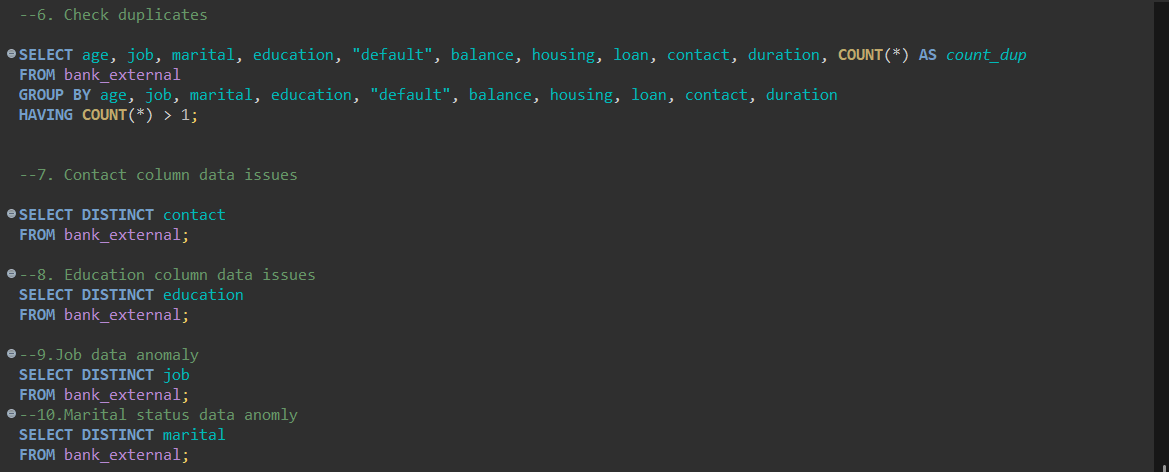 --6. Check duplicates
SELECT age, job, marital, education, "default", balance, housing, loan, contact, duration, COUNT(*) AS count_dup
FROM bank_external
GROUP BY age, job, marital, education, "default", balance, housing, loan, contact, duration
HAVING COUNT(*) > 1;
--7. Contact column data issues
SELECT DISTINCT contact
FROM bank_external;
--8. Education column data issues
SELECT DISTINCT education
FROM bank_external;
--9.Job data anomaly
SELECT DISTINCT job
FROM bank_external;
--10.Marital status data anomly
SELECT DISTINCT marital
FROM bank_external;